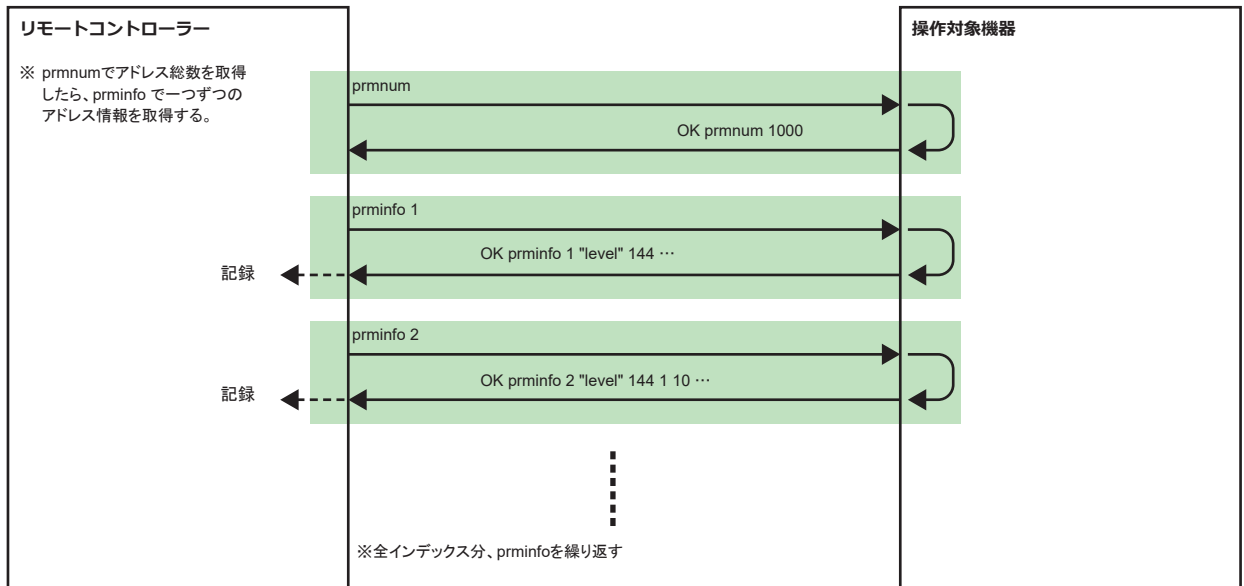 リモートコントローラー
操作対象機器
※ prmnumでアドレス総数を取得
したら、prminfo で一つずつの
アドレス情報を取得する。
prmnum
OK prmnum 1000
prminfo 1
OK prminfo 1 "level" 144 …
記録
prminfo 2
OK prminfo 2 "level" 144 1 10 …
記録
※全インデックス分、prminfoを繰り返す